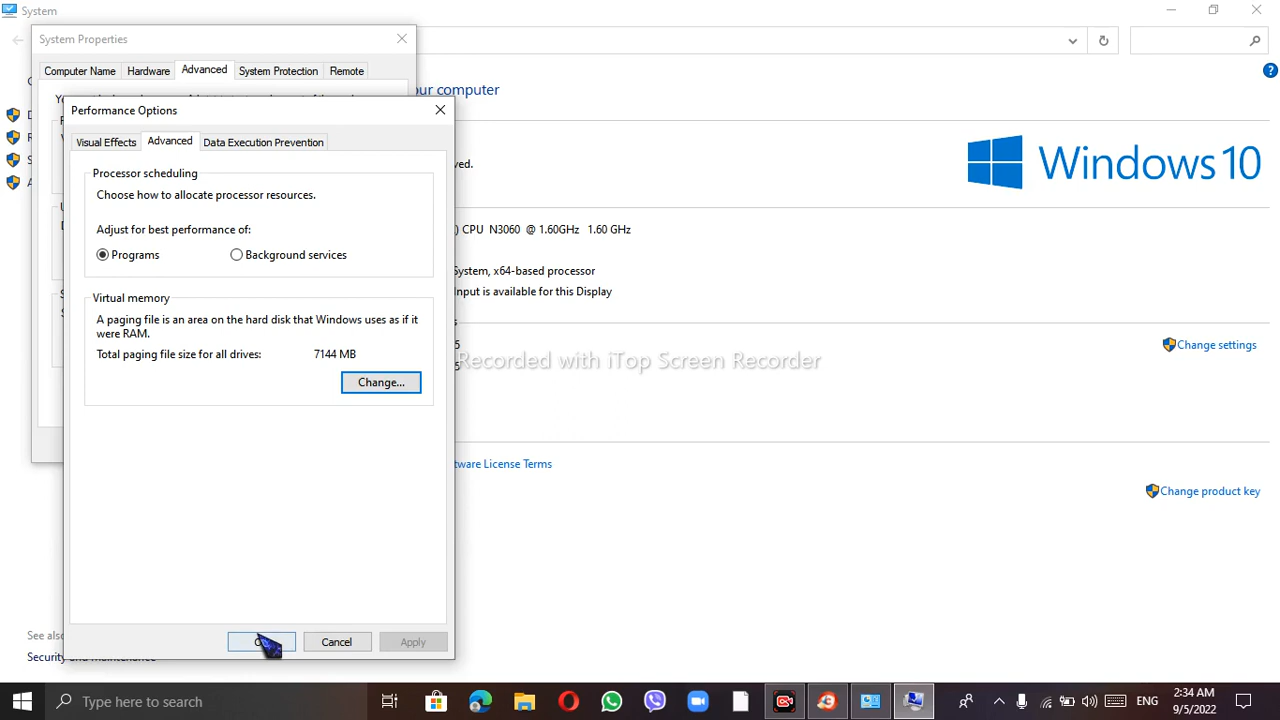 System
System Properties
Computer Name
Hardware
Advanced
System Protection
Remote
our computer
Performance Options
Visual Effects
Advanced
Data Execution Prevention
Processor scheduling
Choose how to allocate processor resources.
Adjust for best performance of:
Programs
Background services
Virtual memory
A paging file is an area on the hard disk that Windows uses as if it
were RAM.
Total paging file size for all drives: 7144 MB
Change...
Cancel
Apply
ved.
Windows 10
) CPU N3060 @ 1.60GHz 1.60 GHz
System, x64-based processor
Input is available for this Display
Change settings
Recorded with iTop Screen Recorder
tware License Terms
Change product key
See also
Security and Maintenance
Type here to search
ENG
2:34 AM
9/5/2022